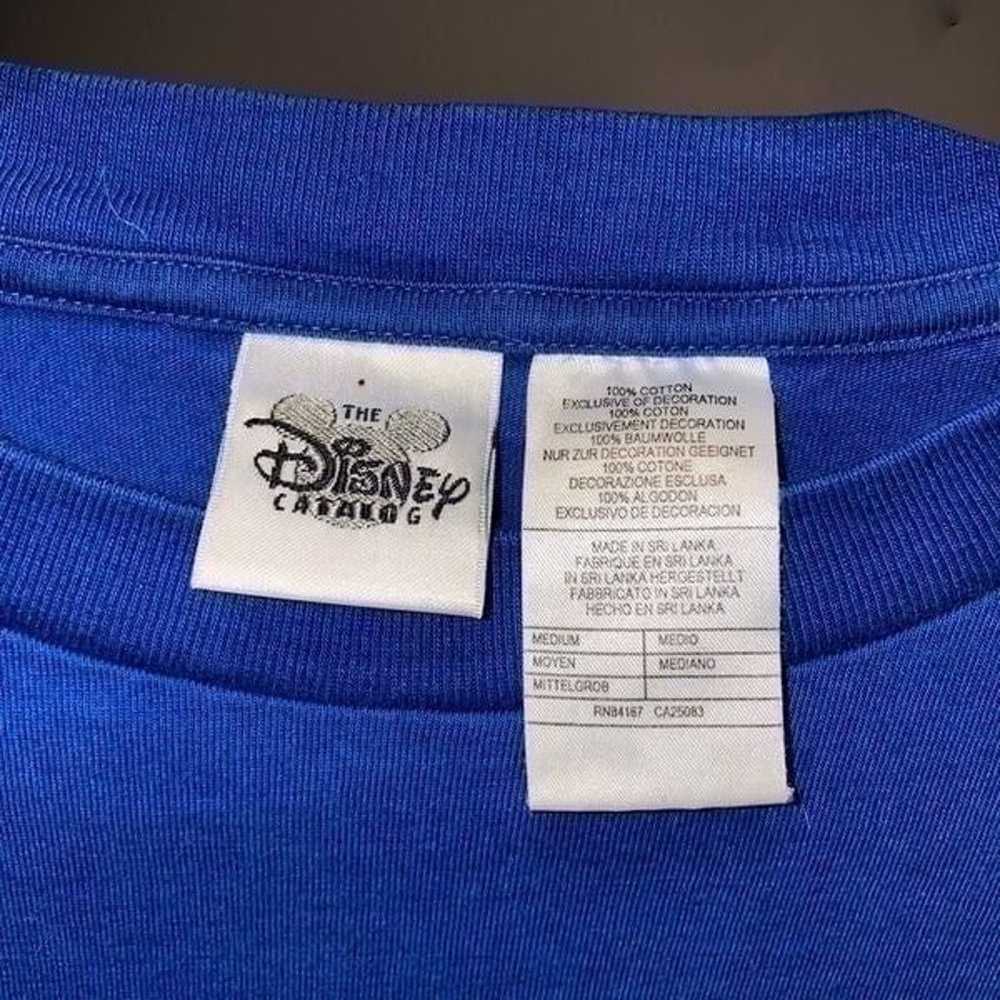 THE
DISNEY
CATALOG
100% COTTON
EXCLUSIVE OF DECORATION
100% COTON
EXCLUSIVEMENT DECORATION
100% BAUMWOLLE
NUR ZUR DECORATION GEEIGNET
100% COTONE
DECORAZIONE ESCLUSA
100% ALGODON
EXCLUSIVO DE DECORACION
MADE IN SRI LANKA
FABRIQUE EN SRI LANKA
IN SRI LANKA HERGESTELLT
FABBRICATO IN SRI LANKA
HECHO EN SRI LANKA
MEDIUM MEDIO
MOYEN MEDIANO
MITTELGROB
RN84187 CA25083